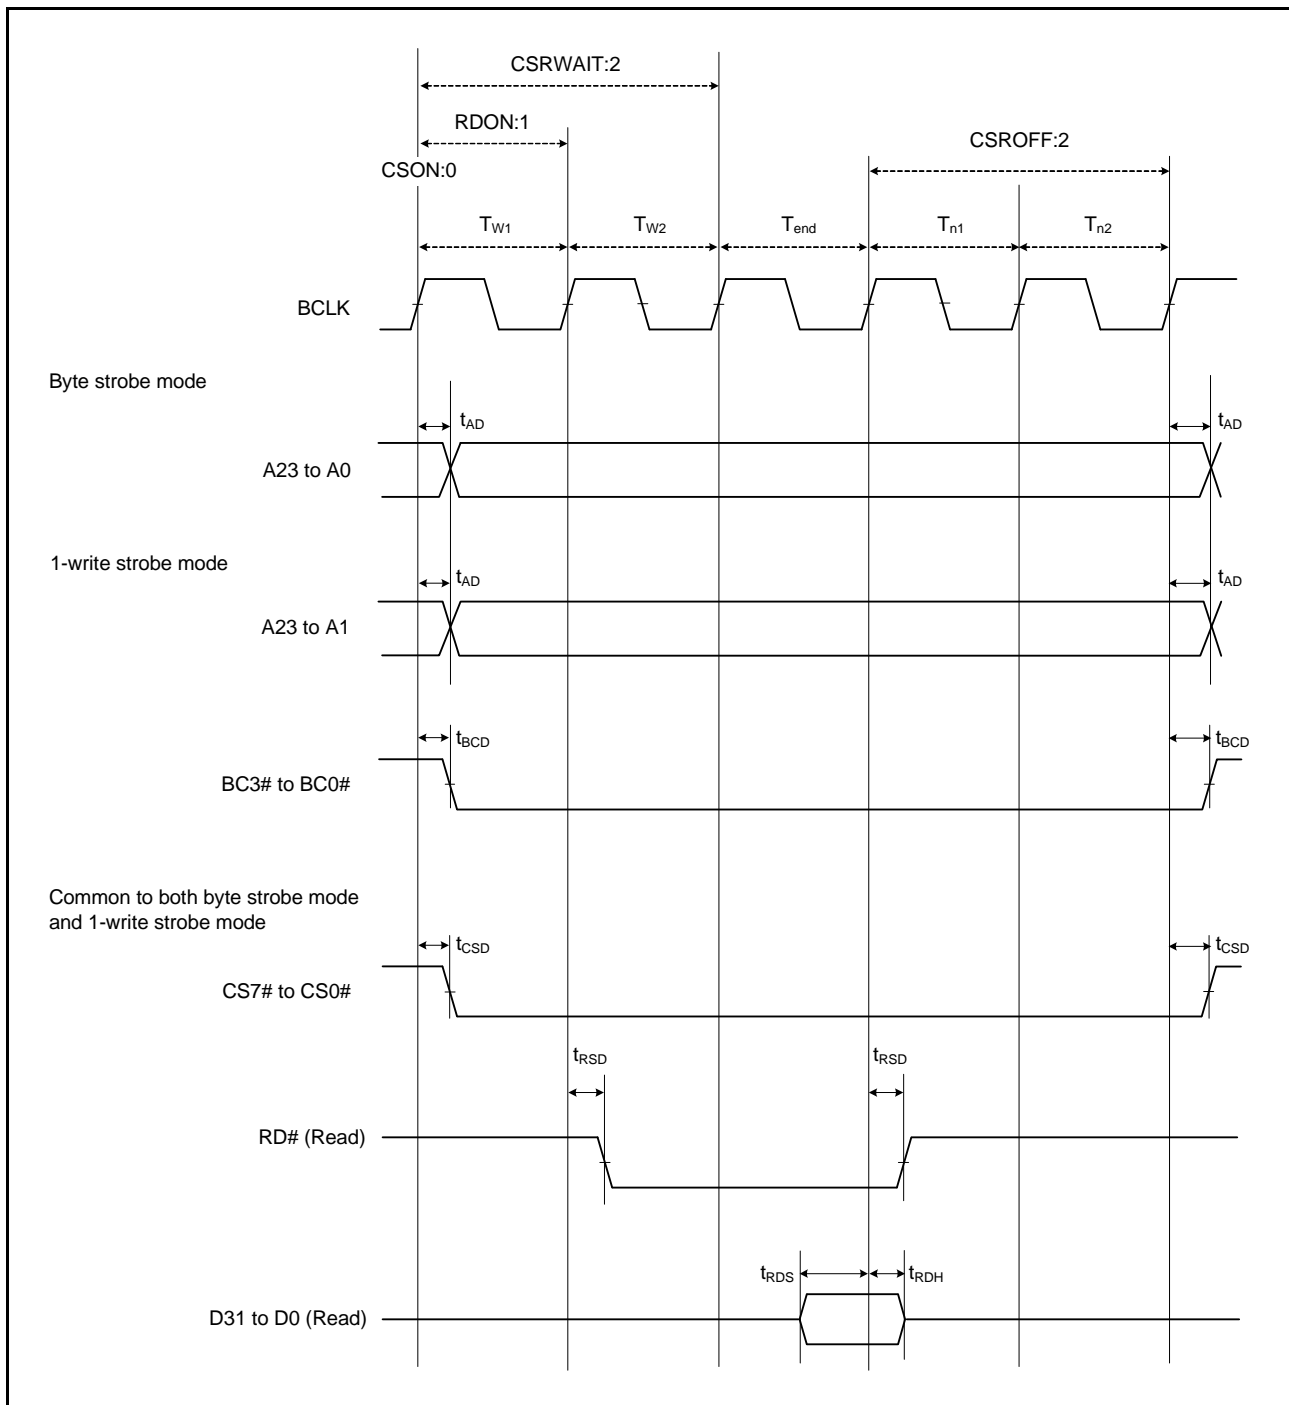 CSRWAIT:2
RDON:1
CSROFF:2
CSON:0
TW1 TW2 Tend Tn1 Tn2
BCLK
Byte strobe mode
tAD tAD
A23 to A0
1-write strobe mode
tAD tAD
A23 to A1
tBCD tBCD
BC3# to BC0#
Common to both byte strobe mode
and 1-write strobe mode
tCSD tCSD
CS7# to CS0#
tRSD tRSD
RD# (Read)
tRDS tRDH
D31 to D0 (Read)